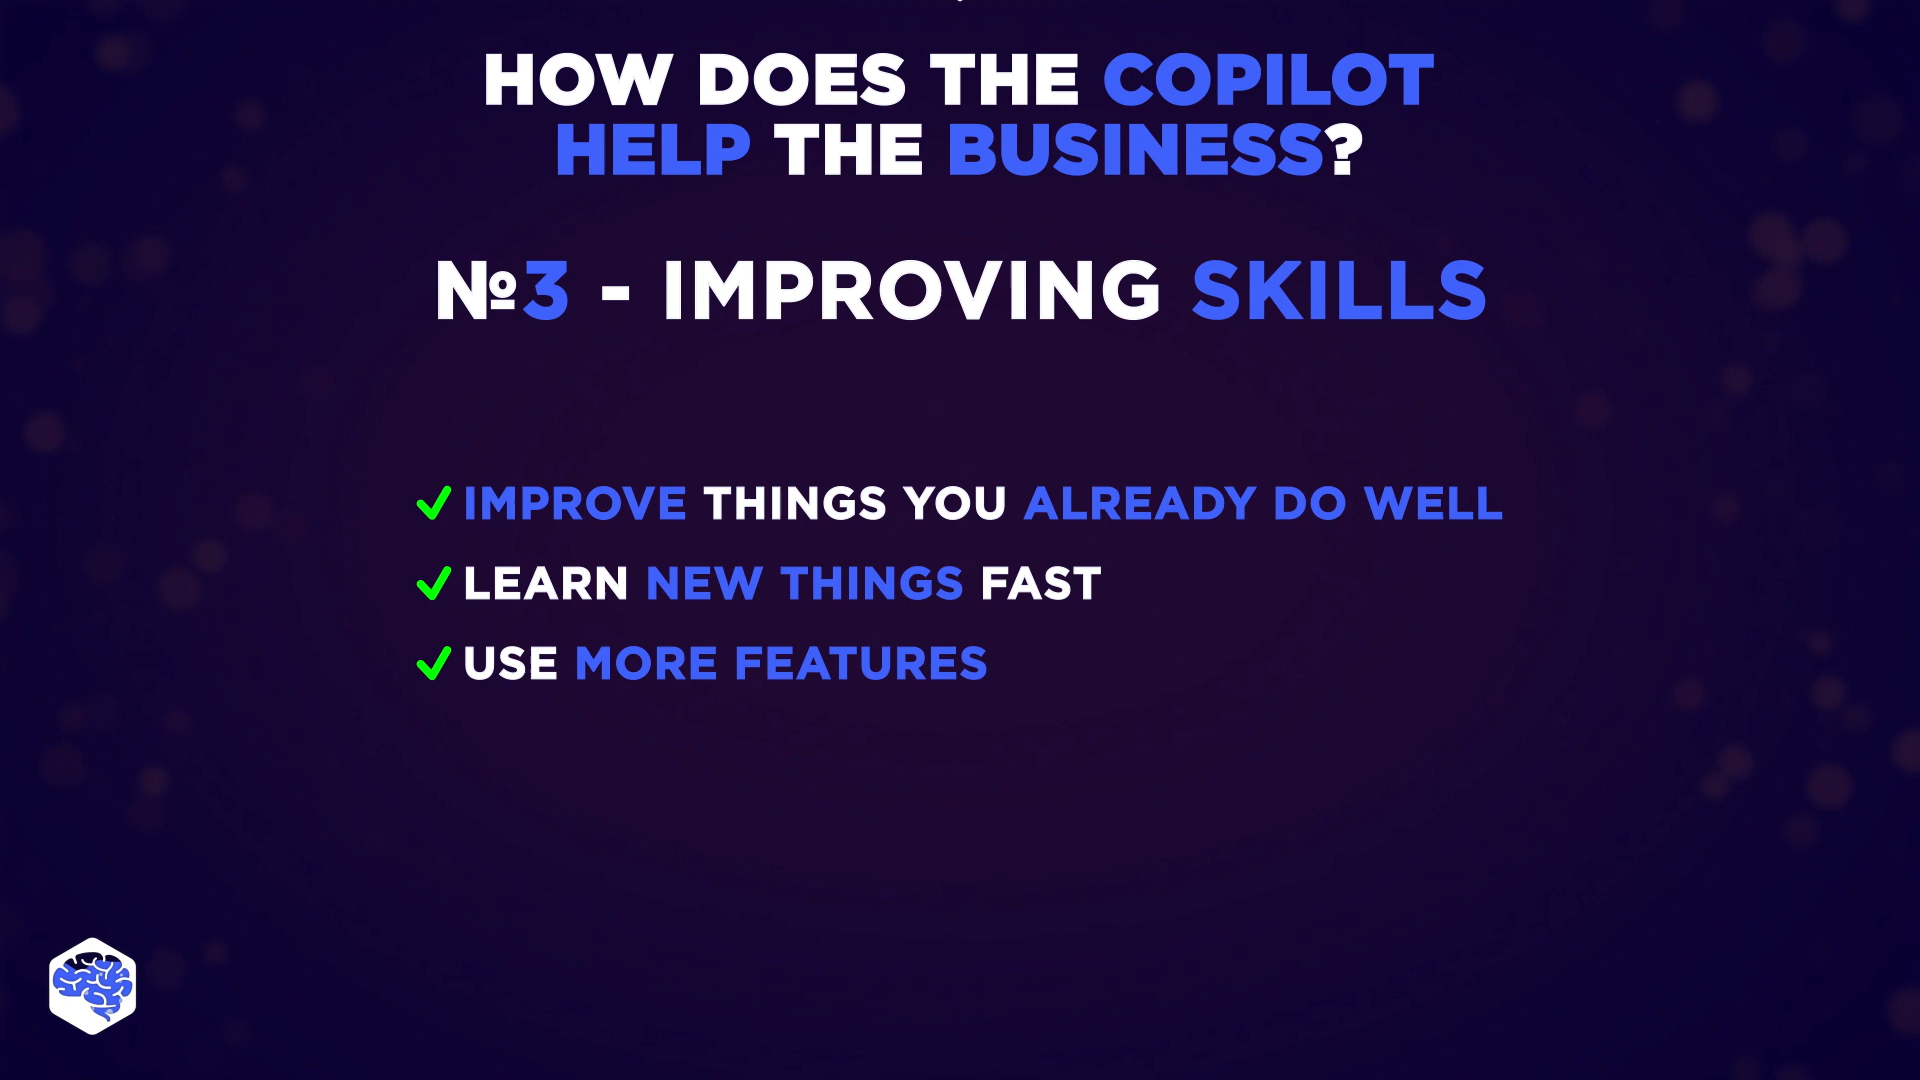 HOW DOES THE COPILOT
HELP THE BUSINESS?
№3 - IMPROVING SKILLS
IMPROVE THINGS YOU ALREADY DO WELL
LEARN NEW THINGS FAST
USE MORE FEATURES